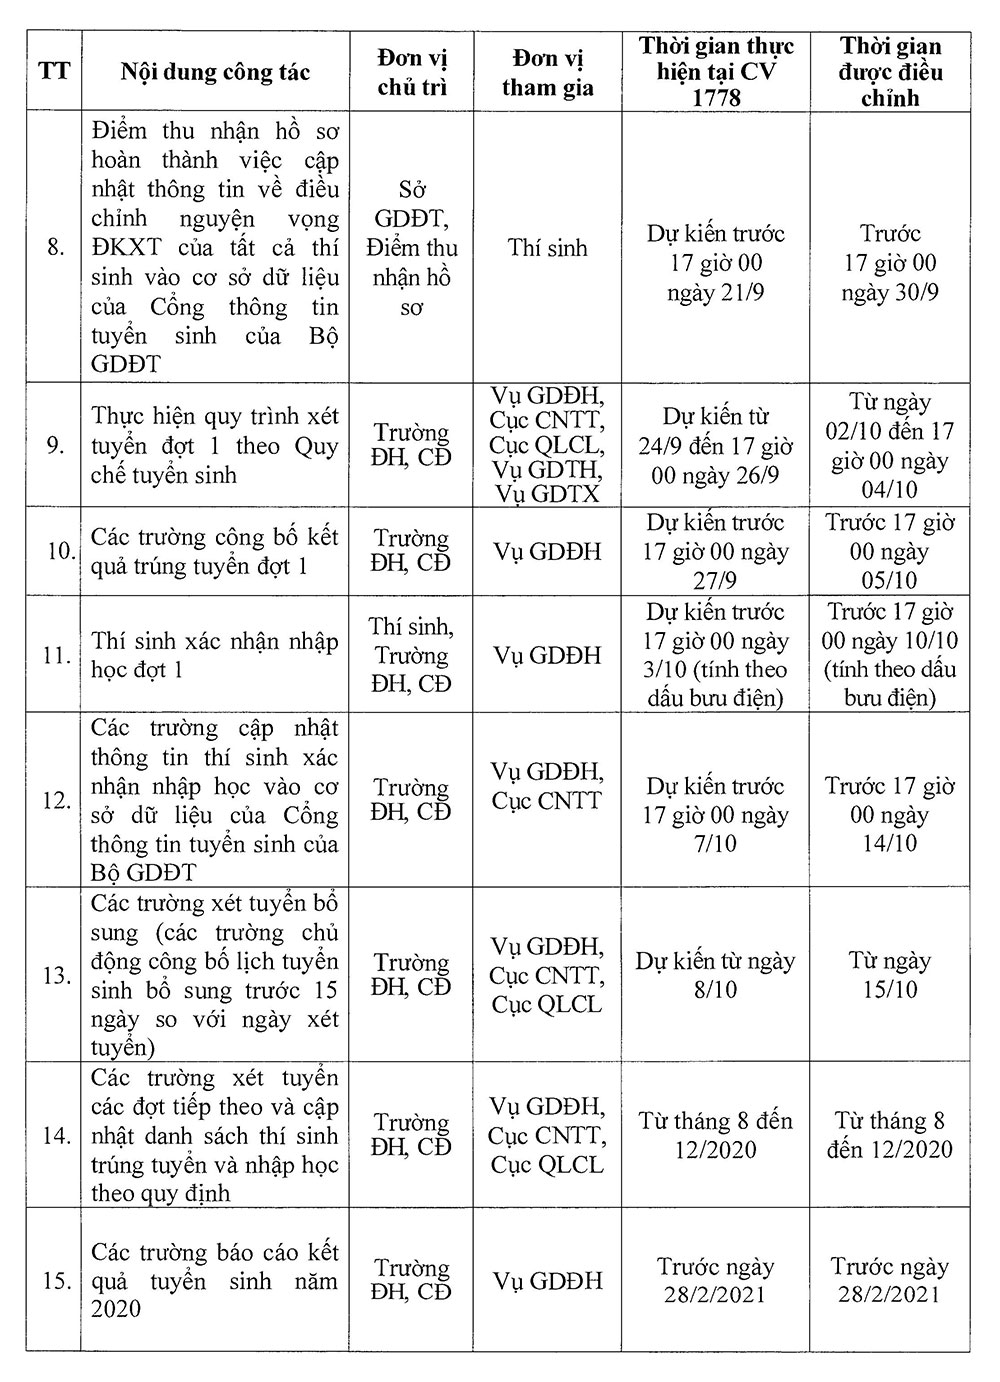 TT
Nội dung công tác
Đơn vị
chủ trì
Đơn vị
tham gia
Thời gian thực
hiện tại CV
1778
Thời gian
được điều
chỉnh
8.
Điểm thu nhận hồ sơ
hoàn thành việc cập
nhật thông tin về điều
chỉnh nguyện vọng
ĐKXT của tất cả thí
sinh vào cơ sở dữ liệu
của Cổng thông tin
tuyển sinh của Bộ
GDĐT
Sở
GDĐT,
Điểm thu
nhận hồ
sơ
Thí sinh
Dự kiến trước
17 giờ 00
ngày 21/9
Trước
17 giờ 00
ngày 30/9
9.
Thực hiện quy trình xét
tuyển đợt 1 theo Quy
chế tuyển sinh
Trường
ĐH, CĐ
Vụ GDĐH,
Cục CNTT,
Cục QLCL,
Vụ GDTH,
Vụ GDTX
Dự kiến từ
24/9 đến 17 giờ
00 ngày 26/9
Từ ngày
02/10 đến 17
giờ 00 ngày
04/10
10.
Các trường công bố kết
quả trúng tuyển đợt 1
Trường
ĐH, CĐ
Vụ GDĐH
Dự kiến trước
17 giờ 00 ngày
27/9
Trước 17 giờ
00 ngày
05/10
11.
Thí sinh xác nhận nhập
học đợt 1
Thí sinh,
Trường
ĐH, CĐ
Vụ GDĐH
Dự kiến trước
17 giờ 00 ngày
3/10 (tính theo
dấu bưu điện)
Trước 17 giờ
00 ngày 10/10
(tính theo dấu
bưu điện)
12.
Các trường cập nhật
thông tin thí sinh xác
nhận nhập học vào cơ
sở dữ liệu của Cổng
thông tin tuyển sinh của
Bộ GDĐT
Trường
ĐH, CĐ
Vụ GDĐH,
Cục CNTT
Dự kiến trước
17 giờ 00 ngày
7/10
Trước 17 giờ
00 ngày
14/10
13.
Các trường xét tuyển bổ
sung (các trường chủ
động công bố lịch tuyển
sinh bổ sung trước 15
ngày so với ngày xét
tuyển)
Trường
ĐH, CĐ
Vụ GDĐH,
Cục CNTT,
Cục QLCL
Dự kiến từ ngày
8/10
Từ ngày
15/10
14.
Các trường xét tuyển
các đợt tiếp theo và cập
nhật danh sách thí sinh
trúng tuyển và nhập học
theo quy định
Trường
ĐH, CĐ
Vụ GDĐH,
Cục CNTT,
Cục QLCL
Từ tháng 8 đến
12/2020
Từ tháng 8
đến 12/2020
15.
Các trường báo cáo kết
quả tuyển sinh năm
2020
Trường
ĐH, CĐ
Vụ GDĐH
Trước ngày
28/2/2021
Trước ngày
28/2/2021